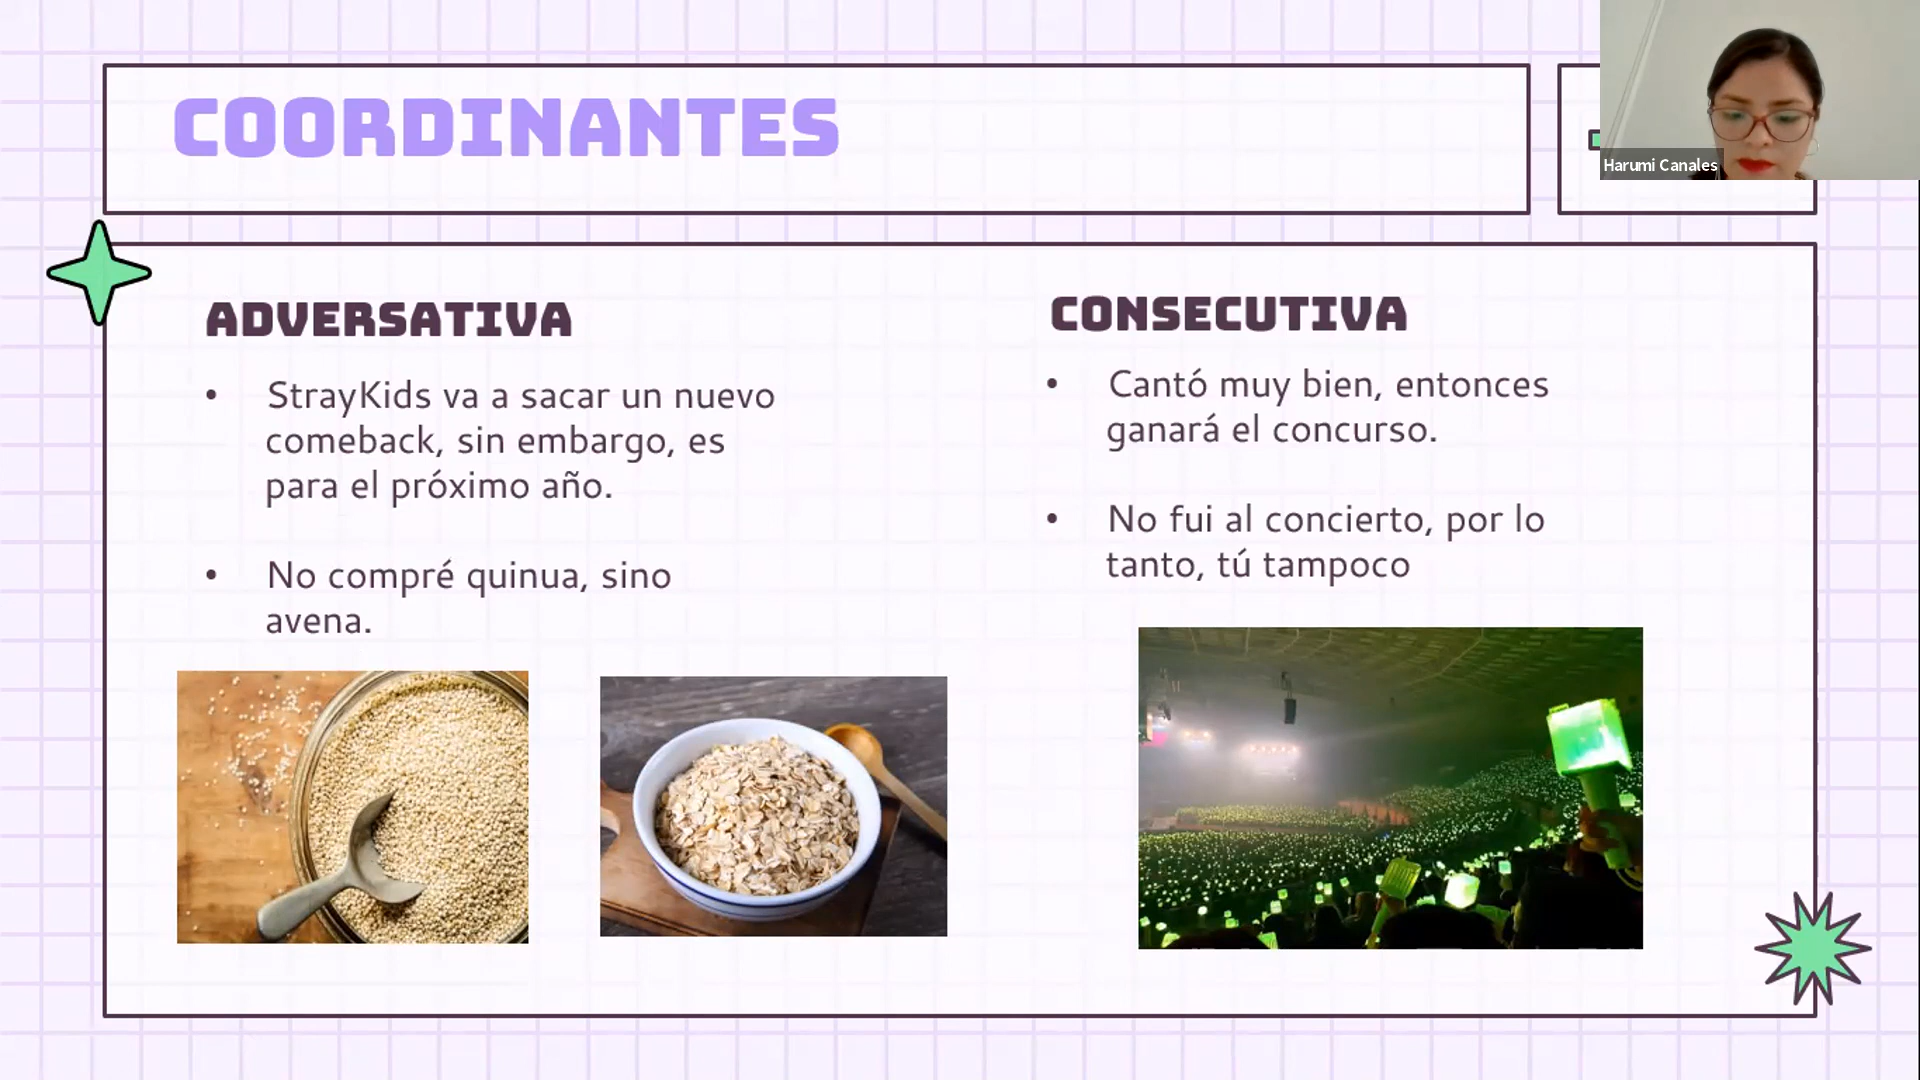 COORDINANTES
Harumi Canales
ADVERSATIVA
• StrayKids va a sacar un nuevo
comeback, sin embargo, es
para el próximo año.
• No compré quinua, sino
avena.
CONSECUTIVA
• Cantó muy bien, entonces
ganará el concurso.
• No fui al concierto, por lo
tanto, tú tampoco